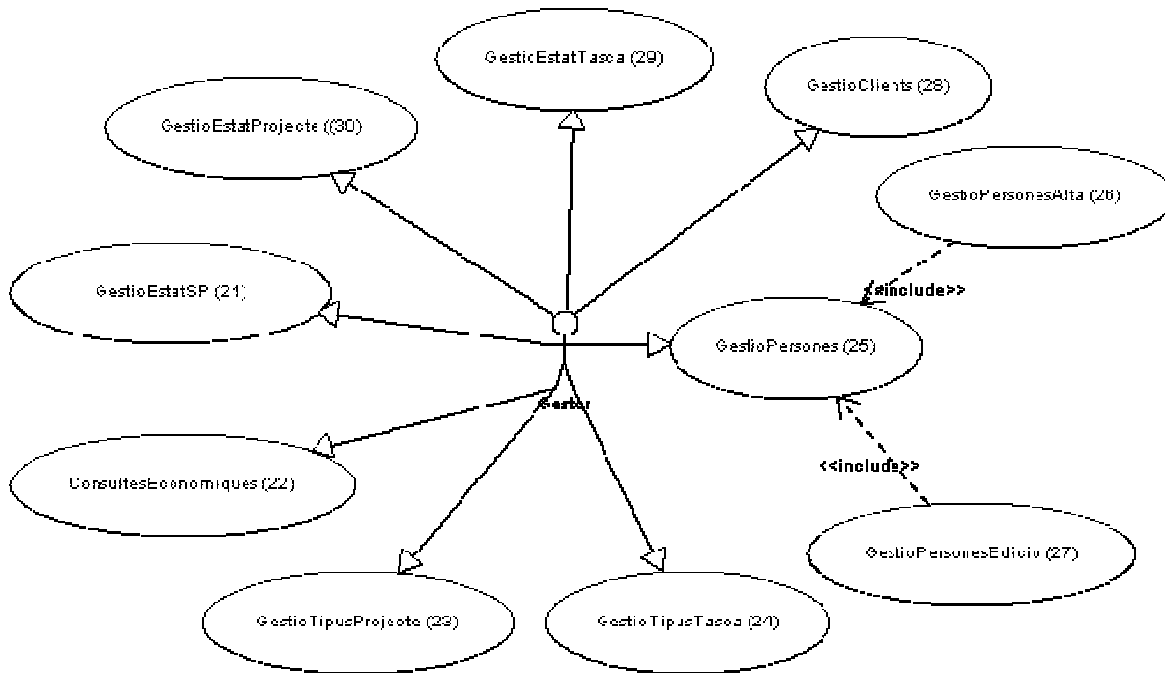 GestioEstatTasca (29)
GestioClients (28)
GestioEstatProjecte ((30)
GestioPersonesAlta (26)
GestioEstatSP (21)
<<include>>
GestioPersones (25)
Gestor
<<include>>
ConsultesEconomiques (22)
GestioPersonesEdicio (27)
GestioTipusProjecte (23)
GestioTipusTasca (24)